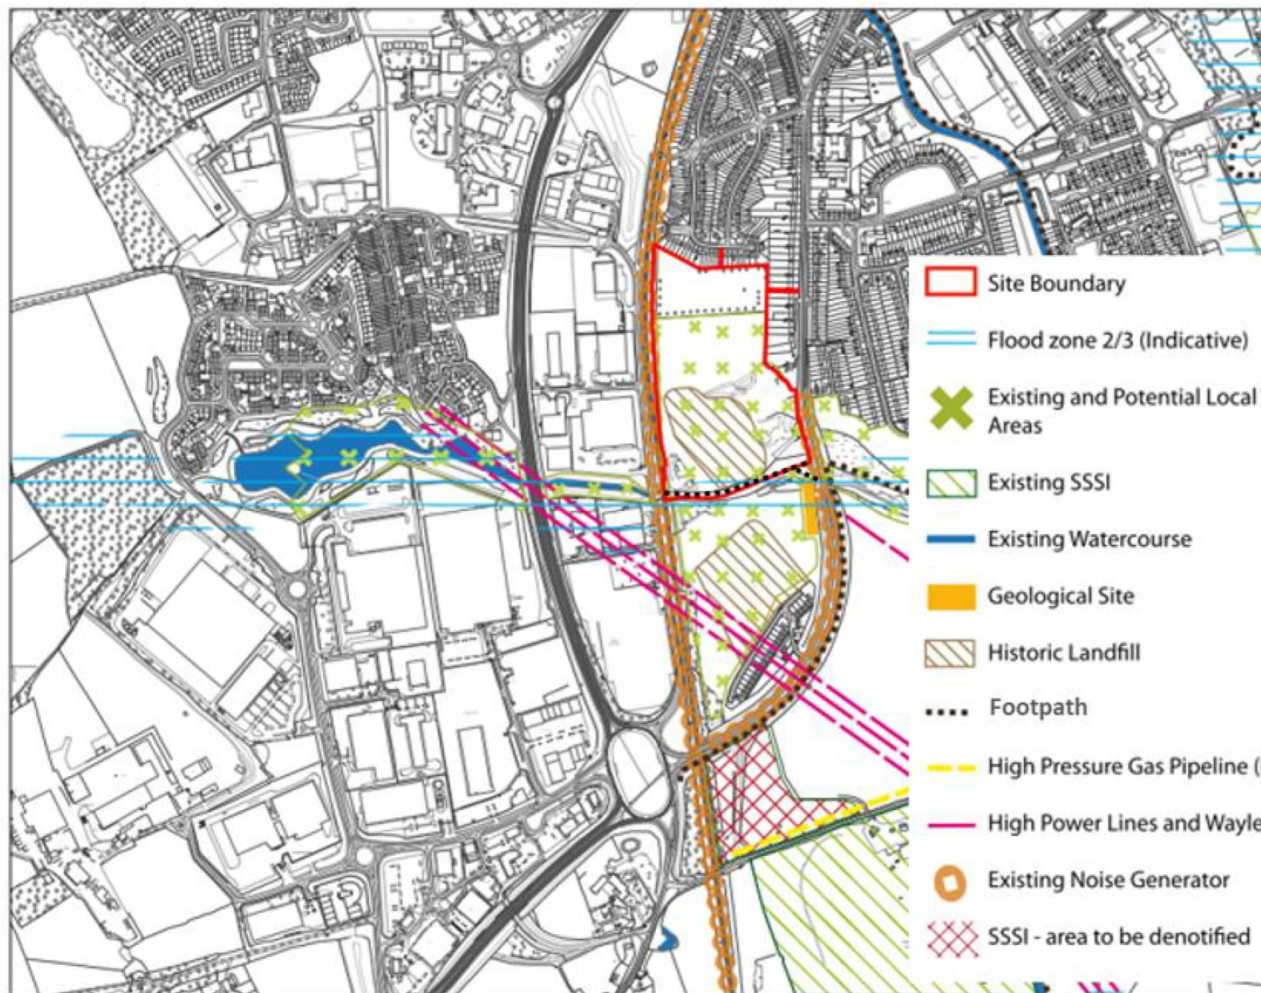 Site Boundary
Flood zone 2/3 (Indicative)
Existing and Potential Local
Areas
Existing SSSI
Existing Watercourse
Geological Site
Historic Landfill
Footpath
High Pressure Gas Pipeline (
High Power Lines and Wayle
Existing Noise Generator
SSSI - area to be denotified